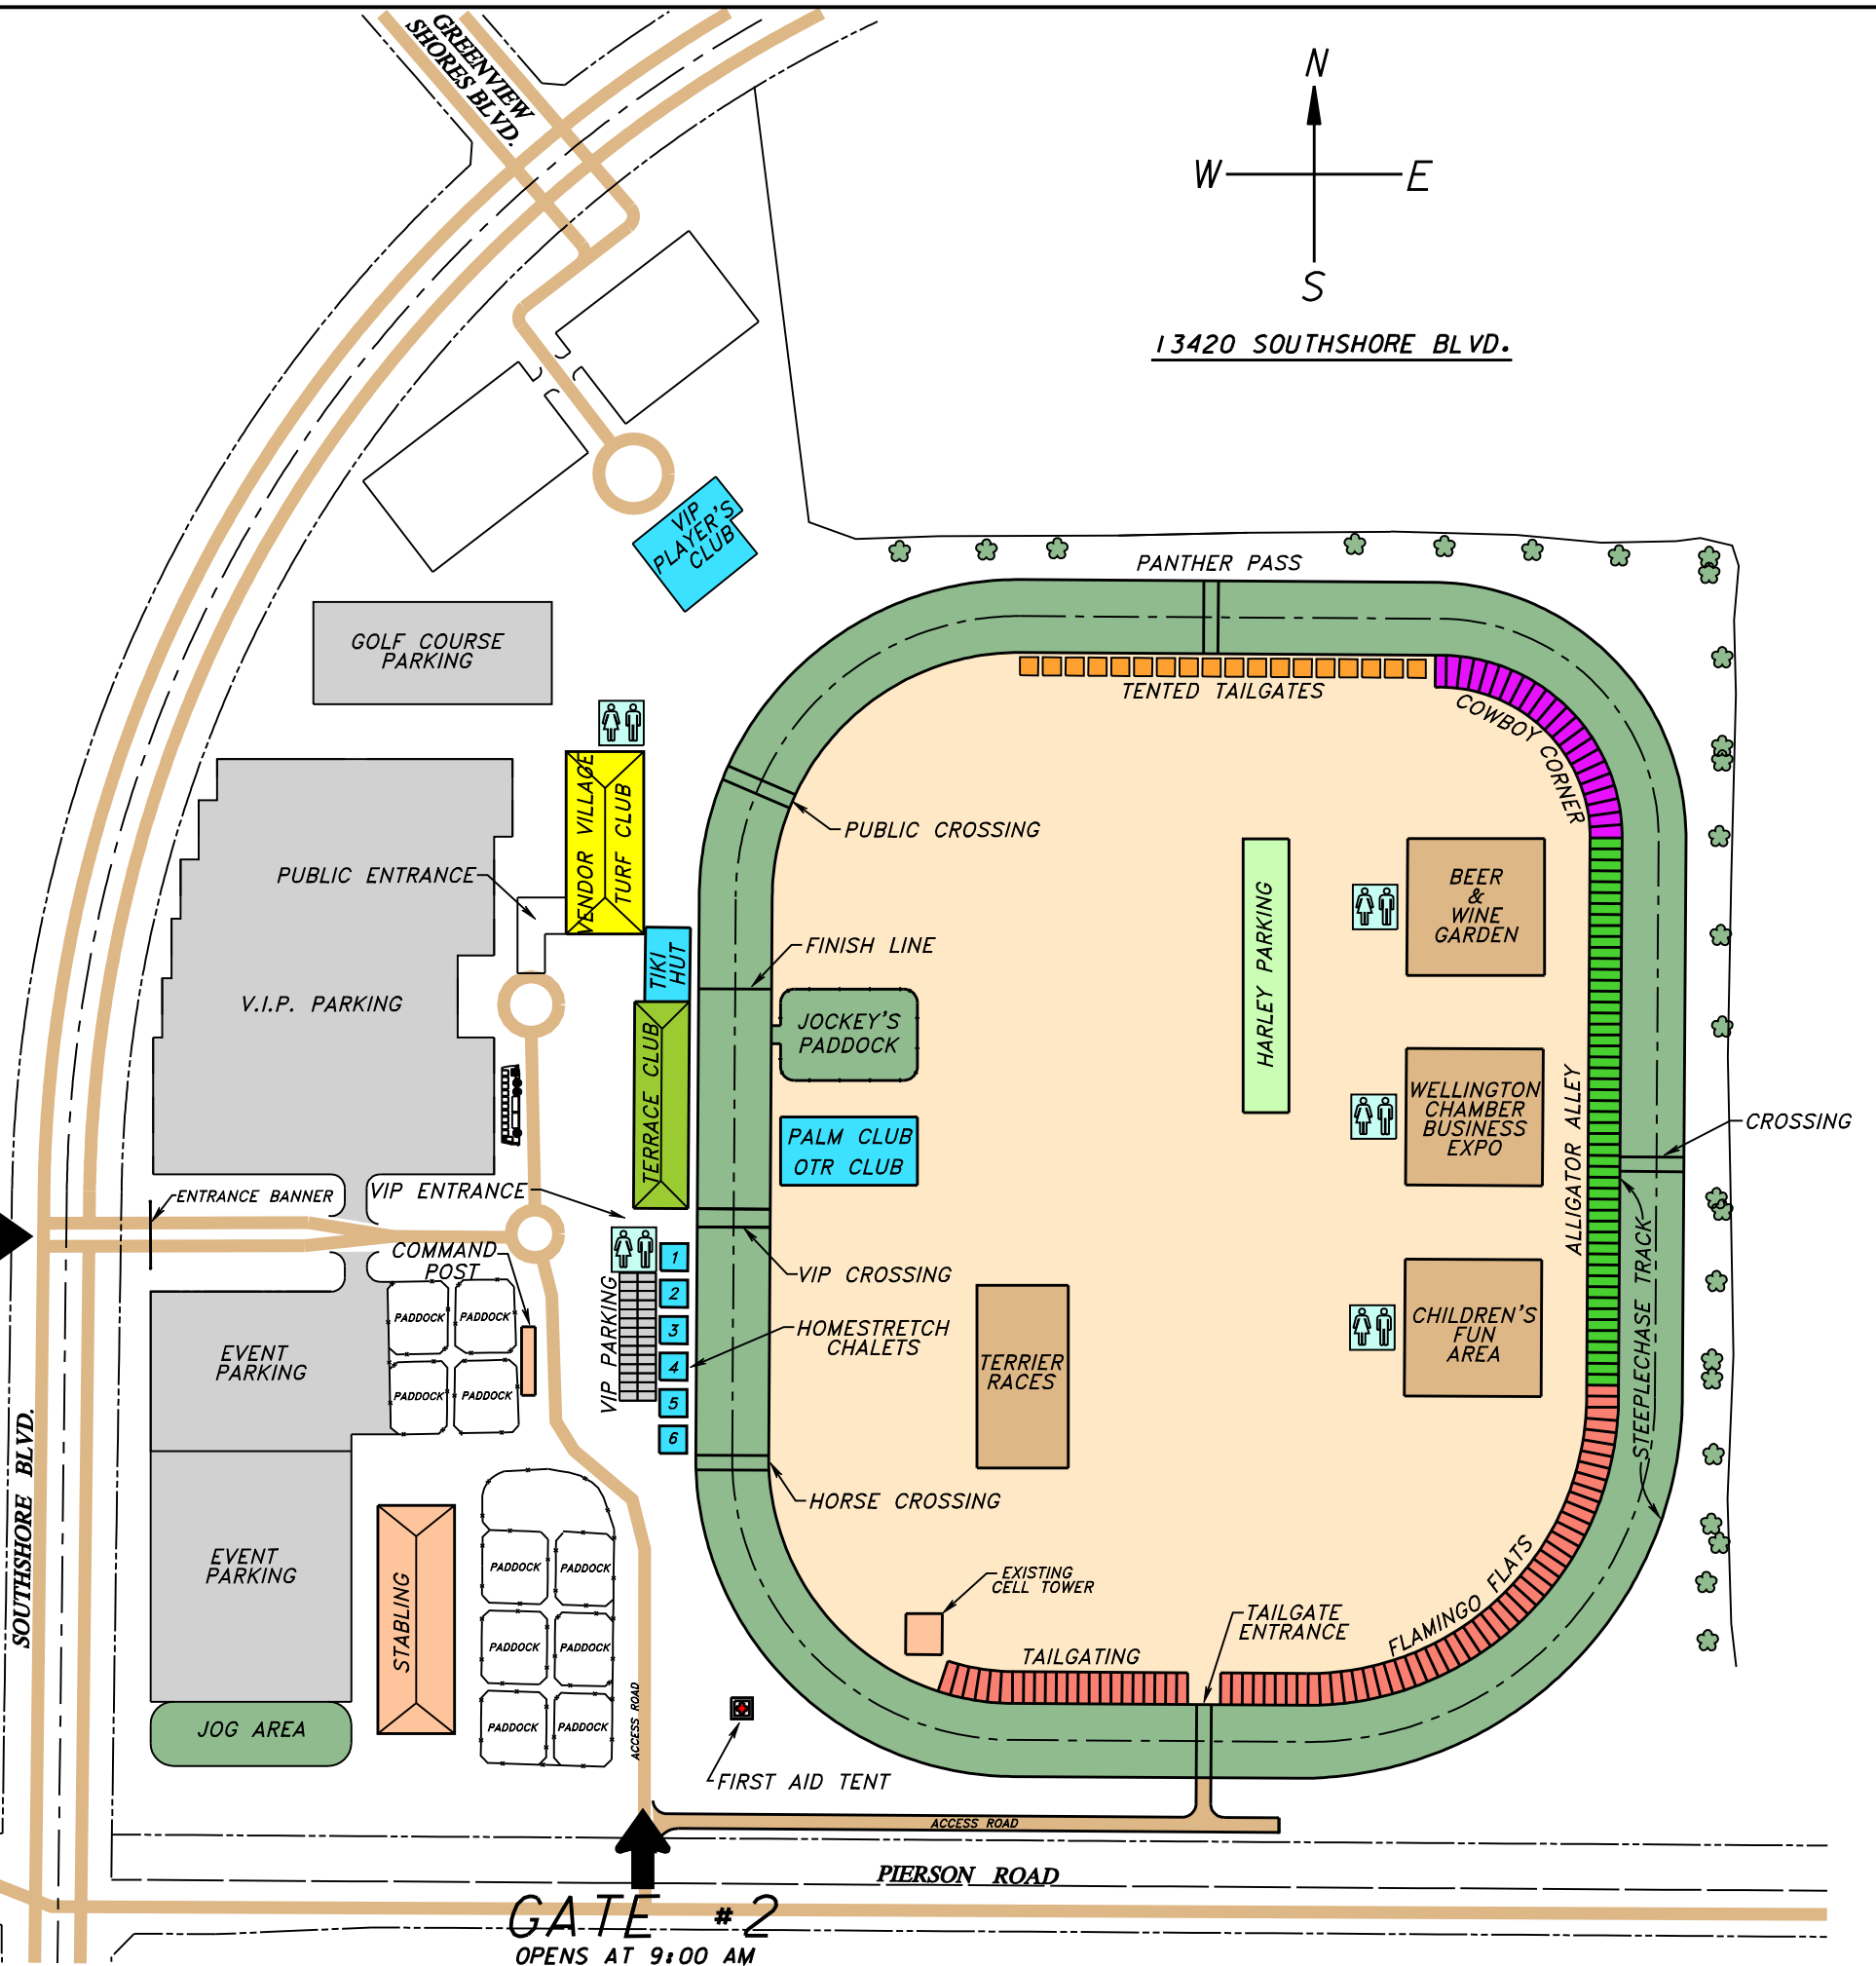 GREENVIEW
SHORES BLVD.
N
W
E
S
13420 SOUTHSHORE BLVD.
VIP
PLAYER'S
CLUB
PANTHER PASS
GOLF COURSE
PARKING
TENTED TAILGATES
COWBOY CORNER
VENDOR VILLAGE
TURF CLUB
PUBLIC CROSSING
PUBLIC ENTRANCE
BEER
&
WINE
GARDEN
HARLEY PARKING
FINISH LINE
TIKI
HUT
V.I.P. PARKING
JOCKEY'S
PADDOCK
TERRACE CLUB
WELLINGTON
CHAMBER
BUSINESS
EXPO
ALLIGATOR ALLEY
CROSSING
PALM CLUB
OTR CLUB
ENTRANCE BANNER
VIP ENTRANCE
COMMAND
POST
VIP CROSSING
STEEPLECHASE TRACK
1
2
3
4
5
6
VIP PARKING
HOMESTRETCH
CHALETS
PADDOCK
PADDOCK
PADDOCK
PADDOCK
EVENT
PARKING
TERRIER
RACES
CHILDREN'S
FUN
AREA
SOUTHSHORE BLVD.
HORSE CROSSING
EVENT
PARKING
STABLING
PADDOCK
PADDOCK
PADDOCK
PADDOCK
PADDOCK
PADDOCK
EXISTING
CELL TOWER
TAILGATE
ENTRANCE
FLAMINGO FLATS
TAILGATING
JOG AREA
ACCESS ROAD
FIRST AID TENT
ACCESS ROAD
PIERSON ROAD
GATE #2
OPENS AT 9:00 AM